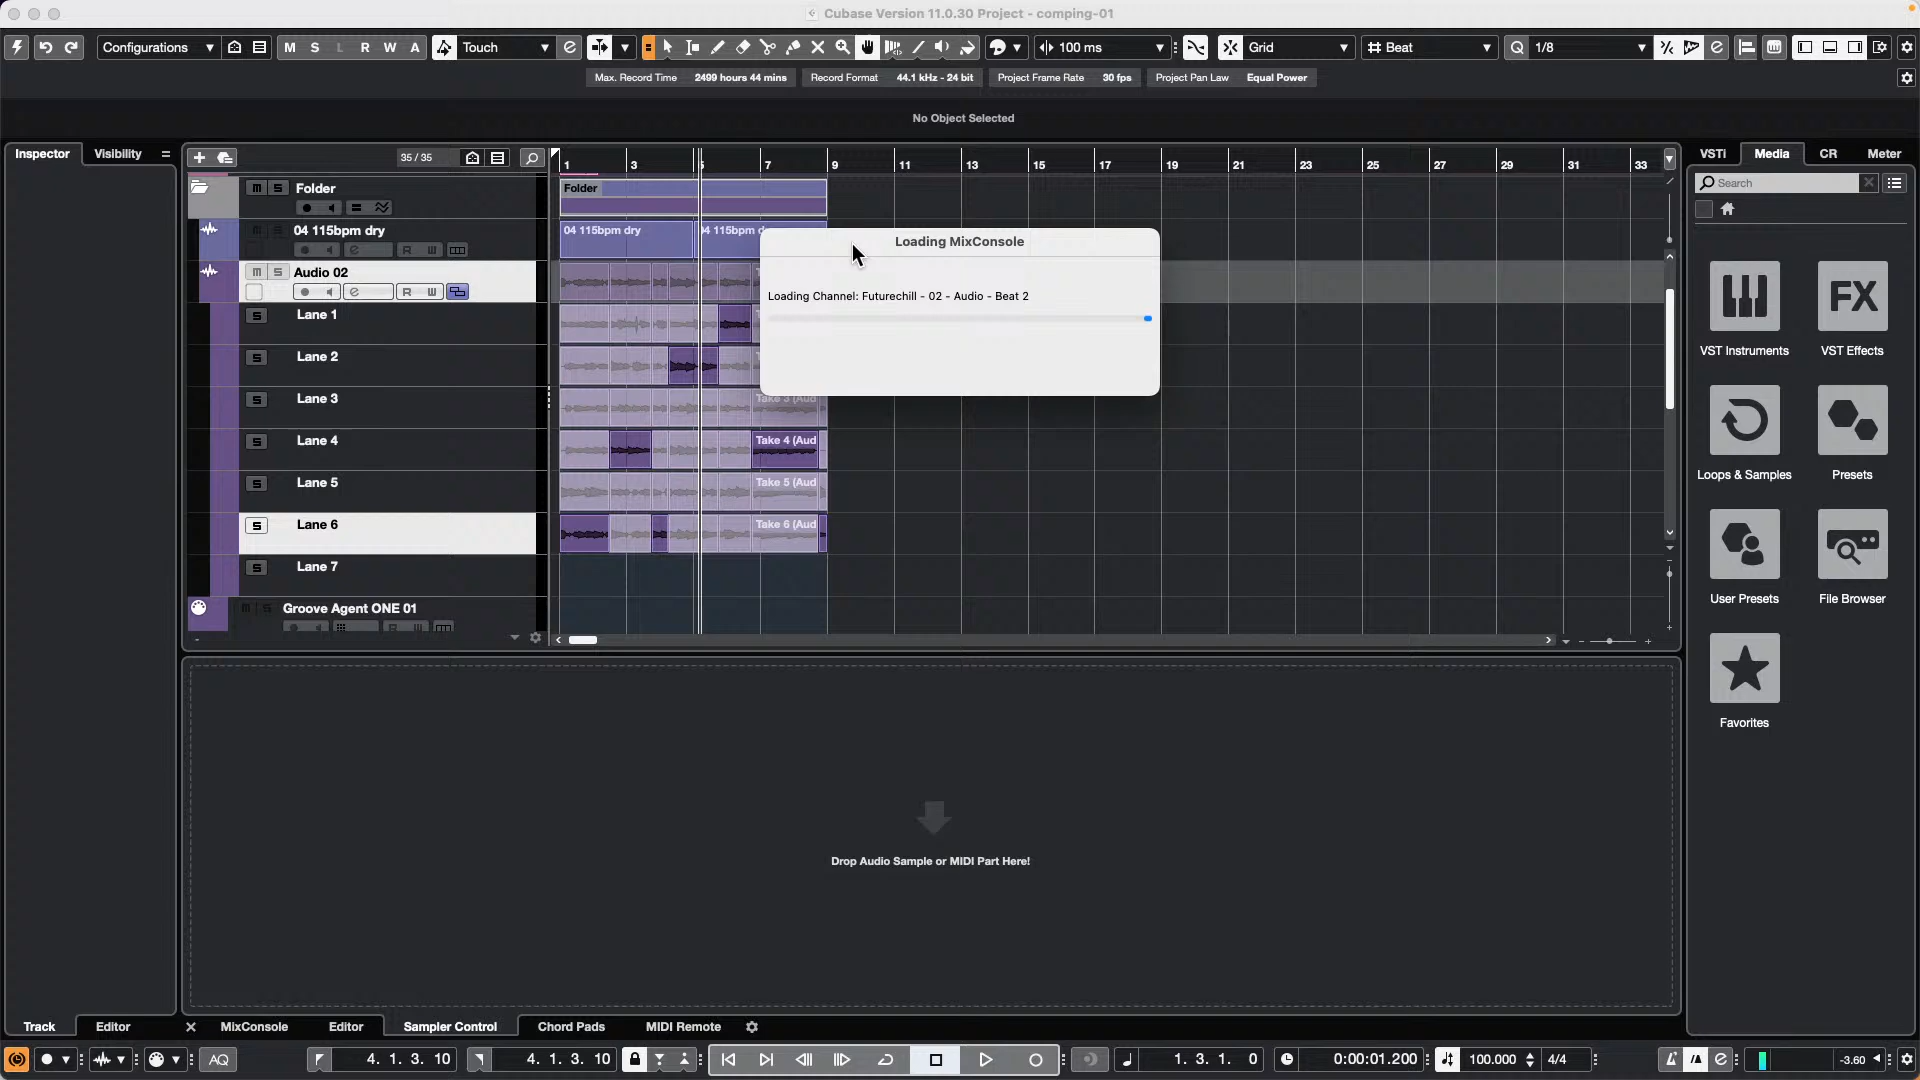 Cubase Version 11.0.30 Project - comping-01
Configurations
M S L R W A
Touch
100 ms
Grid
Beat
1/8
Max. Record Time 2499 hours 44 mins
Record Format 44.1 kHz - 24 bit
Project Frame Rate 30 fps
Project Pan Law Equal Power
No Object Selected
Inspector
Visibility
35 / 35
1 3 5 7 9 11 13 15 17 19 21 23 25 27 29 31 33
VSTi
Media
CR
Meter
Search
m S Folder
Folder
m S 04 115bpm dry
R W
04 115bpm dry
04 115bpm d
m S Audio 02
R W
S Lane 1
S Lane 2
S Lane 3
Take 3 (Aud
S Lane 4
Take 4 (Aud
S Lane 5
Take 5 (Aud
S Lane 6
Take 6 (Aud
S Lane 7
m S Groove Agent ONE 01
Loading MixConsole
Loading Channel: Futurechill - 02 - Audio - Beat 2
FX
VST Instruments
VST Effects
Loops & Samples
Presets
User Presets
File Browser
Favorites
Drop Audio Sample or MIDI Part Here!
Track
Editor
MixConsole
Editor
Sampler Control
Chord Pads
MIDI Remote
AQ
4. 1. 3. 10
4. 1. 3. 10
1. 3. 1. 0
0:00:01.200
100.000
4/4
-3.60